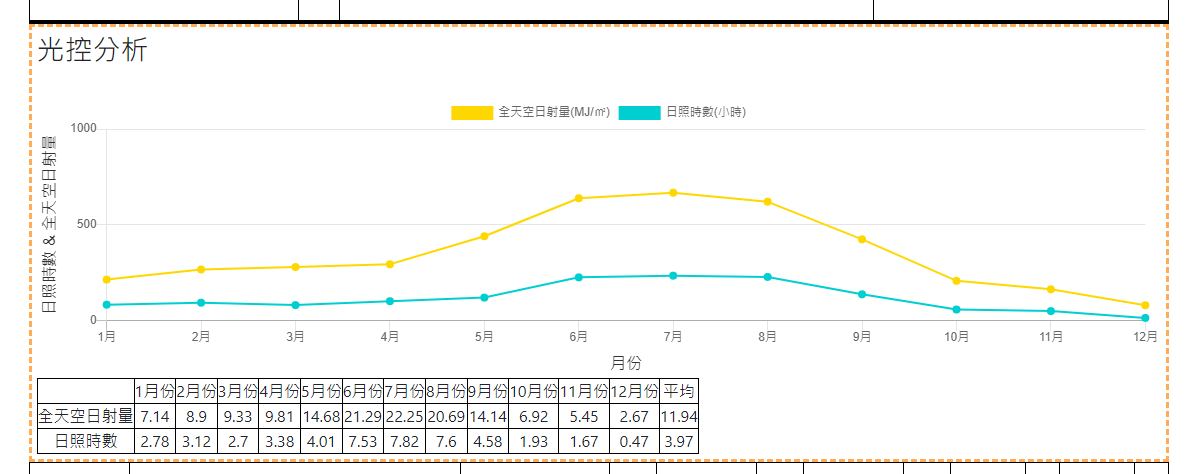 光控分析
全天空日射量(MJ/㎡) 日照時數(小時)
日照時數 & 全天空日射量
1000
500
0
1月 2月 3月 4月 5月 6月 7月 8月 9月 10月 11月 12月
月份
1月份 2月份 3月份 4月份 5月份 6月份 7月份 8月份 9月份 10月份 11月份 12月份 平均
全天空日射量 7.14 8.9 9.33 9.81 14.68 21.29 22.25 20.69 14.14 6.92 5.45 2.67 11.94
日照時數 2.78 3.12 2.7 3.38 4.01 7.53 7.82 7.6 4.58 1.93 1.67 0.47 3.97